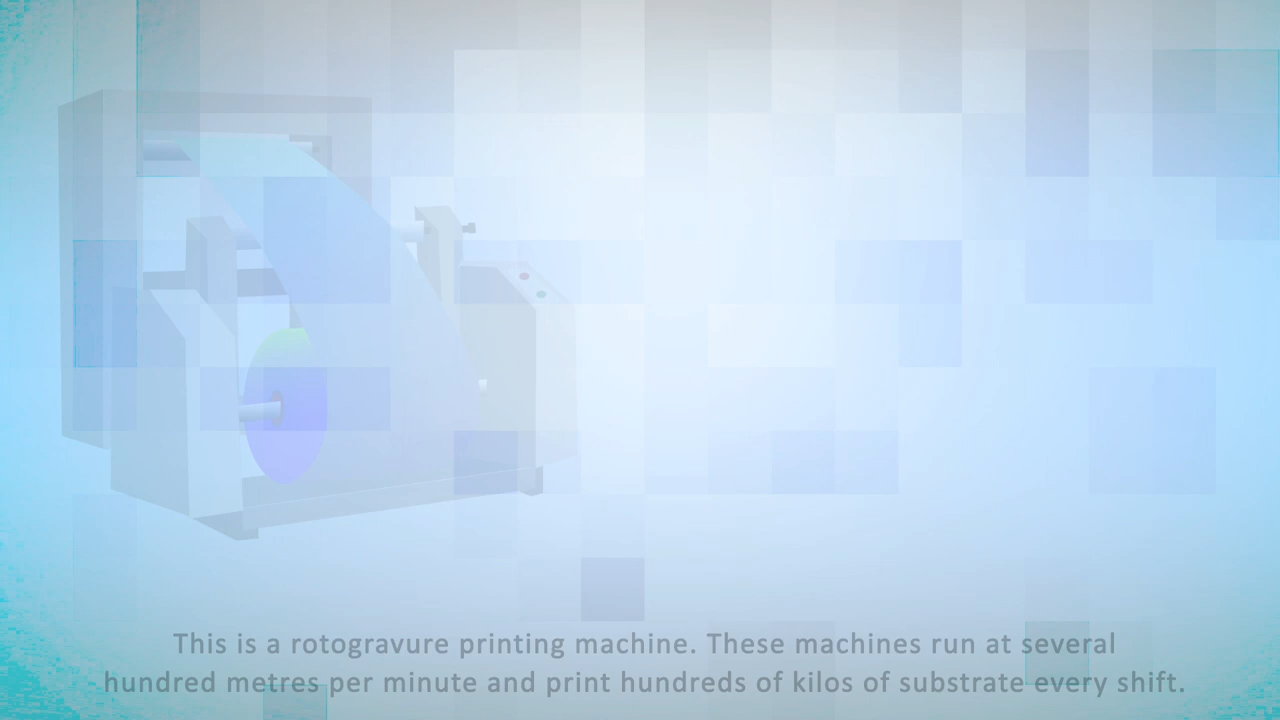 This is a rotogravure printing machine. These machines run at several
hundred metres per minute and print hundreds of kilos of substrate every shift.